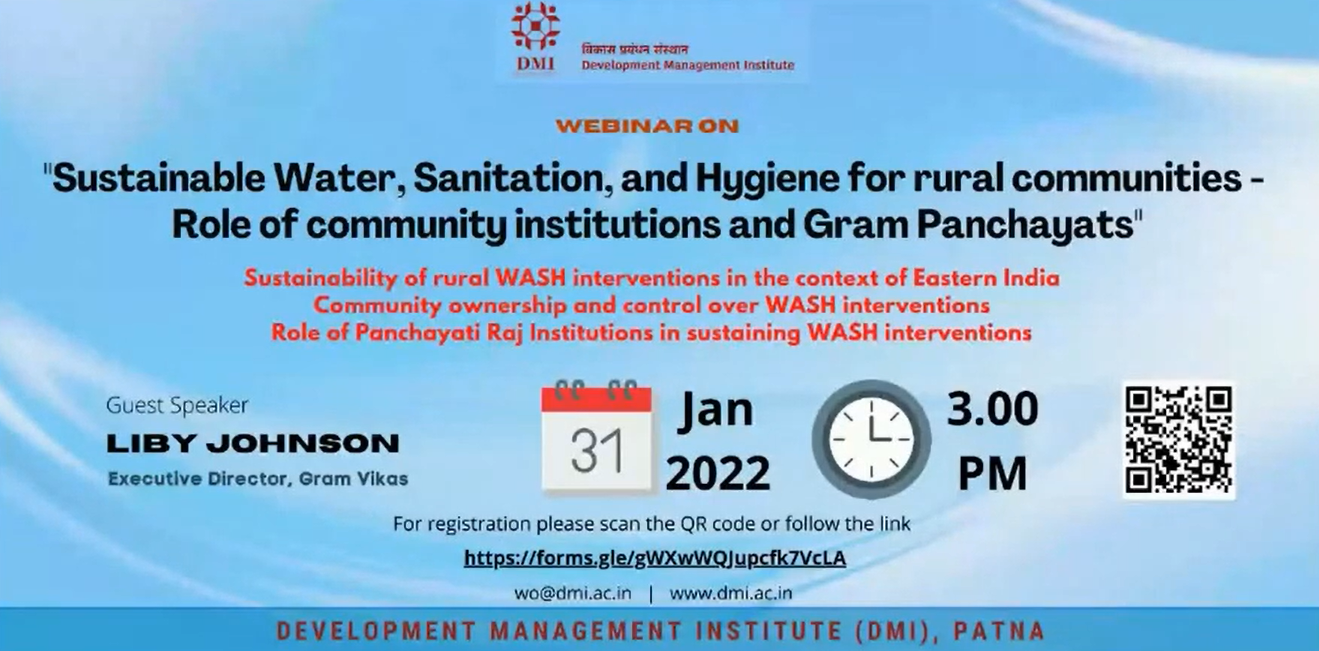 DMI
विकास प्रबंधन संस्थान
Development Management Institute
WEBINAR ON
"Sustainable Water, Sanitation, and Hygiene for rural communities -
Role of community institutions and Gram Panchayats"
Sustainability of rural WASH interventions in the context of Eastern India
Community ownership and control over WASH interventions
Role of Panchayati Raj Institutions in sustaining WASH interventions
Guest Speaker
LIBY JOHNSON
Executive Director, Gram Vikas
31
Jan
2022
3.00
PM
For registration please scan the QR code or follow the link
https://forms.gle/gWXwWQJupcfk7VcLA
wo@dmi.ac.in | www.dmi.ac.in
DEVELOPMENT MANAGEMENT INSTITUTE (DMI), PATNA